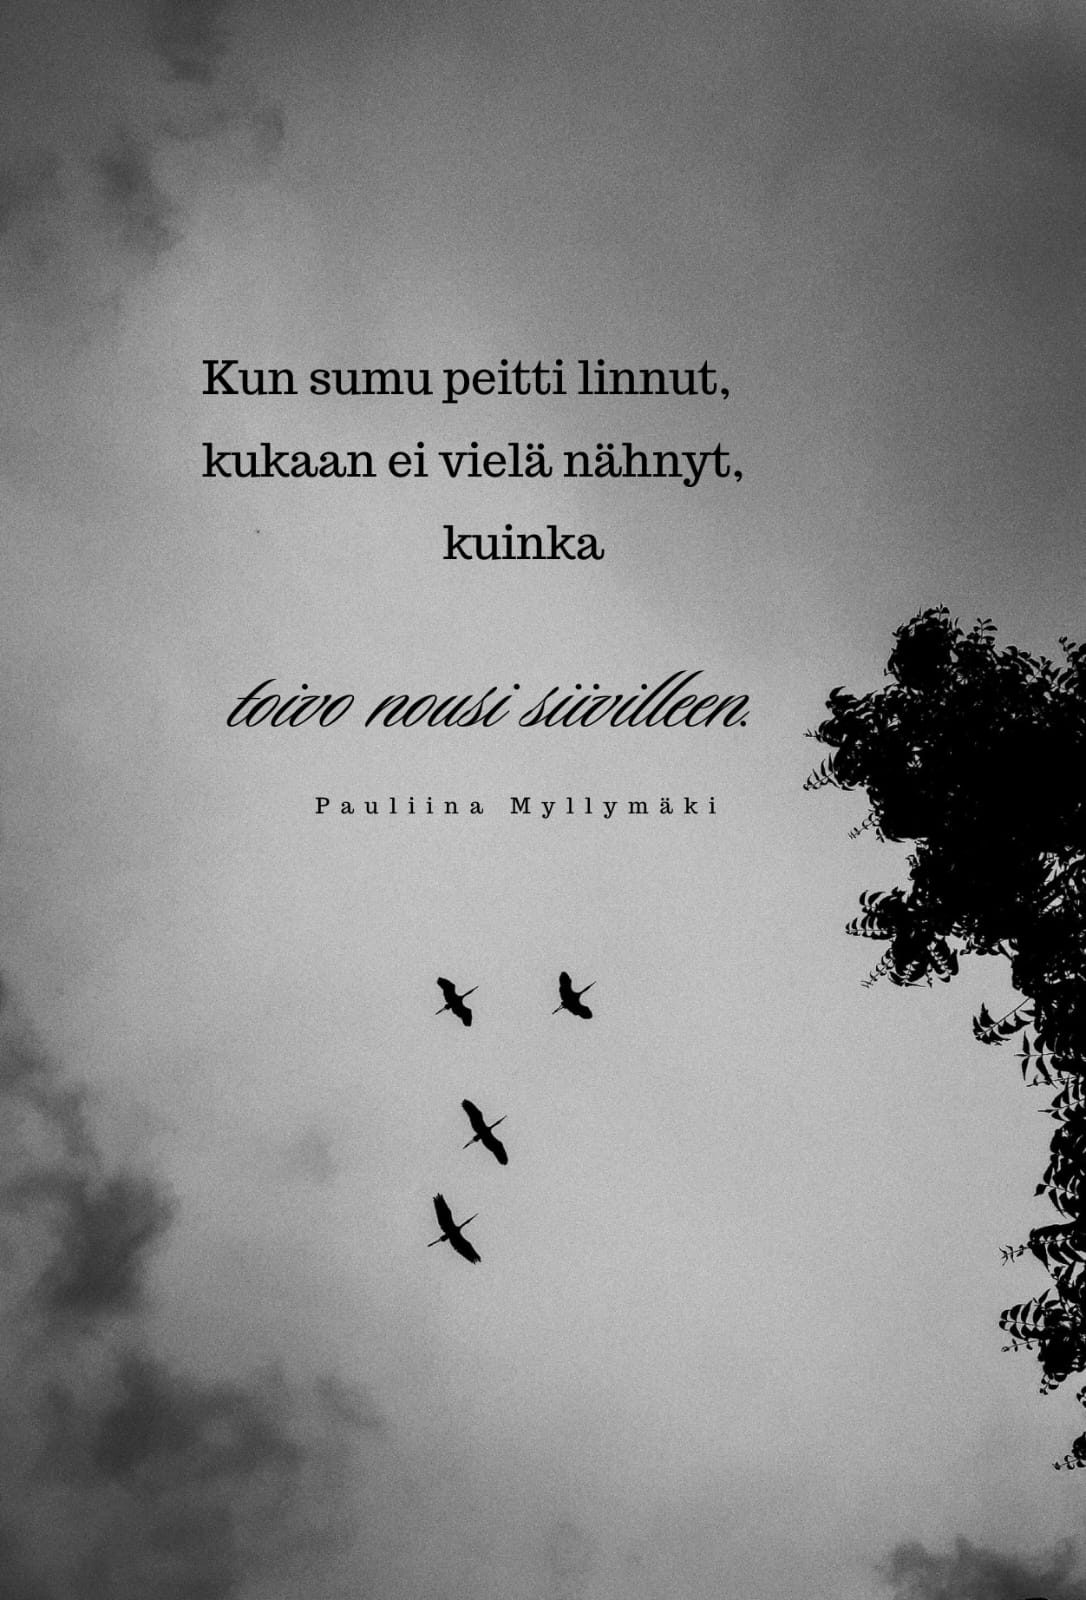 Kun sumu peitti linnut,
kukaan ei vielä nähnyt,
kuinka
toivo nousi siivilleen.
Pauliina Myllymäki